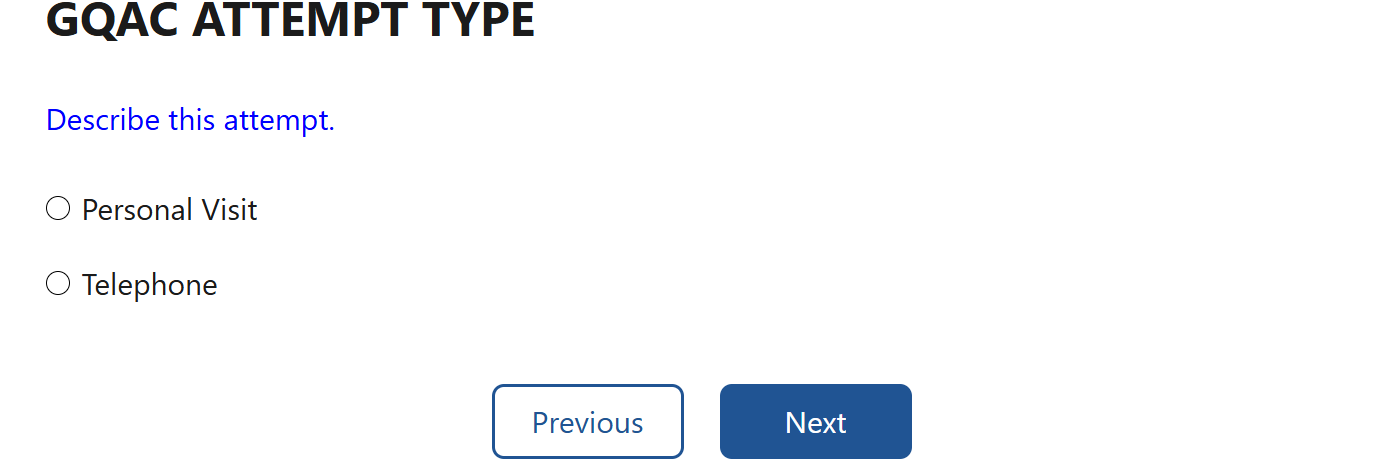 GQAC ATTEMPT TYPE
Describe this attempt.
Personal Visit
Telephone
Previous
Next